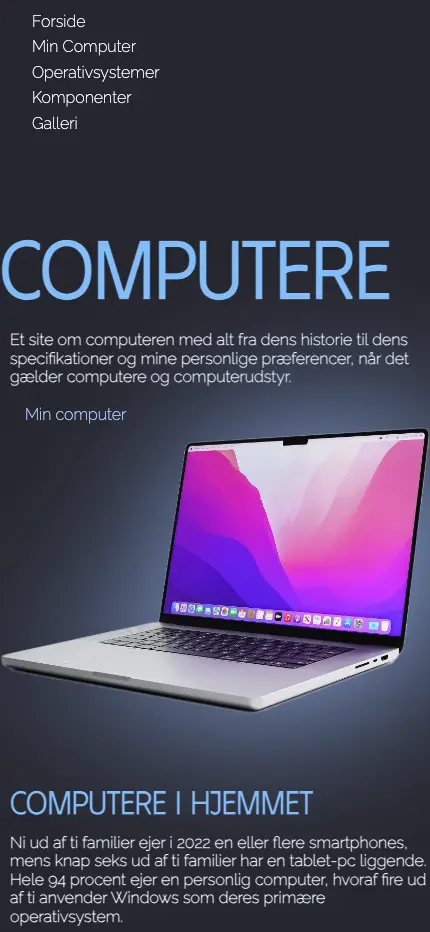 Forside
Min Computer
Operativsystemer
Komponenter
Galleri
COMPUTERE
Et site om computeren med alt fra dens historie til dens
specifikationer og mine personlige præferencer, når det
gælder computere og computerudstyr.
Min computer
COMPUTERE I HJEMMET
Ni ud af ti familier ejer i 2022 en eller flere smartphones,
mens knap seks ud af ti familier har en tablet-pc liggende.
Hele 94 procent ejer en personlig computer, hvoraf fire ud
af ti anvender Windows som deres primære
operativsystem.